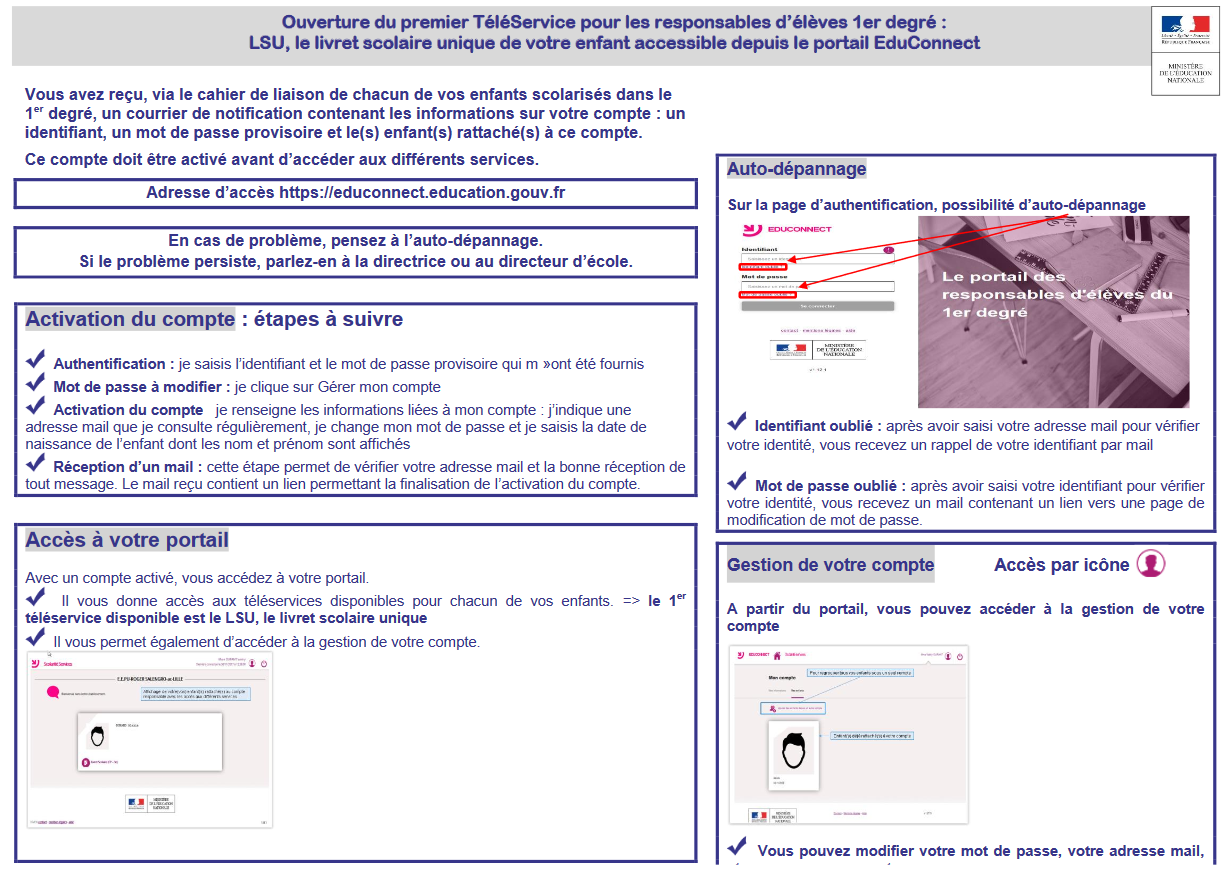 Ouverture du premier TéléService pour les responsables d'élèves 1er degré :
LSU, le livret scolaire unique de votre enfant accessible depuis le portail EduConnect
Liberté • Égalité • Fraternité
RÉPUBLIQUE FRANÇAISE
MINISTÈRE
DE L'ÉDUCATION
NATIONALE
Vous avez reçu, via le cahier de liaison de chacun de vos enfants scolarisés dans le
1er degré, un courrier de notification contenant les informations sur votre compte : un
identifiant, un mot de passe provisoire et le(s) enfant(s) rattaché(s) à ce compte.
Ce compte doit être activé avant d'accéder aux différents services.
Adresse d'accès https://educonnect.education.gouv.fr
En cas de problème, pensez à l'auto-dépannage.
Si le problème persiste, parlez-en à la directrice ou au directeur d'école.
Activation du compte : étapes à suivre
Authentification : je saisis l'identifiant et le mot de passe provisoire qui m »ont été fournis
Mot de passe à modifier : je clique sur Gérer mon compte
Activation du compte je renseigne les informations liées à mon compte : j'indique une
adresse mail que je consulte régulièrement, je change mon mot de passe et je saisis la date de
naissance de l'enfant dont les nom et prénom sont affichés
Réception d'un mail : cette étape permet de vérifier votre adresse mail et la bonne réception de
tout message. Le mail reçu contient un lien permettant la finalisation de l'activation du compte.
Accès à votre portail
Avec un compte activé, vous accédez à votre portail.
Il vous donne accès aux téléservices disponibles pour chacun de vos enfants. => le 1er
téléservice disponible est le LSU, le livret scolaire unique
Il vous permet également d'accéder à la gestion de votre compte.
Scolarité Services
MINISTÈRE
DE L'ÉDUCATION
NATIONALE
Auto-dépannage
Sur la page d'authentification, possibilité d'auto-dépannage
EDUCONNECT
Identifiant
Mot de passe
Se connecter
MINISTÈRE
DE L'ÉDUCATION
NATIONALE
Le portail des
responsables d'élèves du
1er degré
Identifiant oublié : après avoir saisi votre adresse mail pour vérifier
votre identité, vous recevez un rappel de votre identifiant par mail
Mot de passe oublié : après avoir saisi votre identifiant pour vérifier
votre identité, vous recevez un mail contenant un lien vers une page de
modification de mot de passe.
Gestion de votre compte Accès par icône
A partir du portail, vous pouvez accéder à la gestion de votre
compte
EDUCONNECT
Mon compte
Vous pouvez modifier votre mot de passe, votre adresse mail,